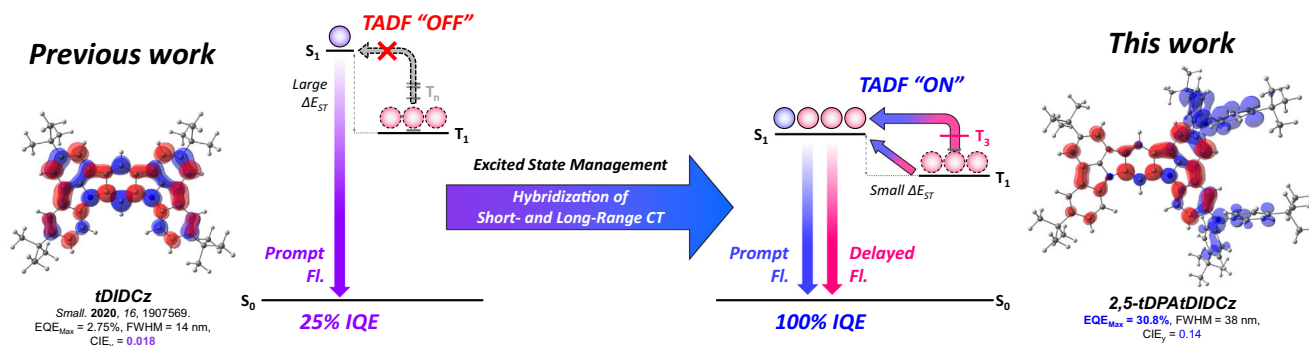 Previous work
tDIDCz
Small. 2020, 16, 1907569.
EQEMax = 2.75%, FWHM = 14 nm,
CIEy = 0.018
TADF "OFF"
S1
Large
ΔEST
Tn
T1
Prompt
Fl.
S0
25% IQE
Excited State Management
Hybridization of
Short- and Long-Range CT
TADF "ON"
S1
T3
T1
Small ΔEST
Prompt
Fl.
Delayed
Fl.
S0
100% IQE
This work
2,5-tDPAtDIDCz
EQEMax = 30.8%, FWHM = 38 nm,
CIEy = 0.14